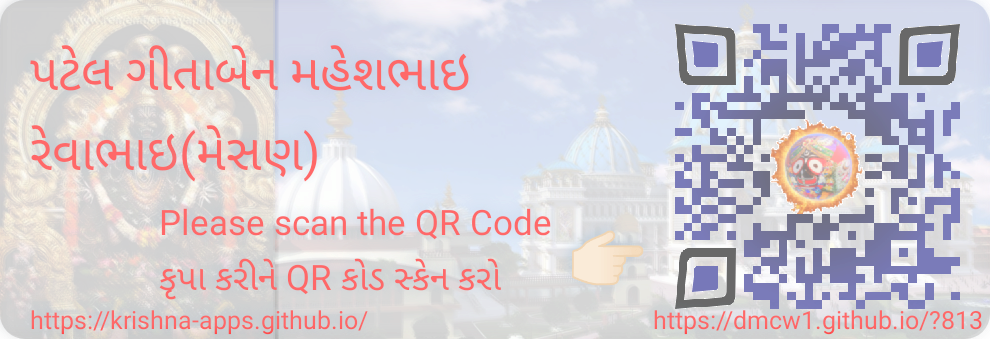 પટેલ ગીતાબેન મહેશભાઇ
રેવાભાઇ(મેસણ)
Please scan the QR Code
કૃપા કરીને QR કોડ સ્કેન કરો
https://krishna-apps.github.io/
https://dmcw1.github.io/?813